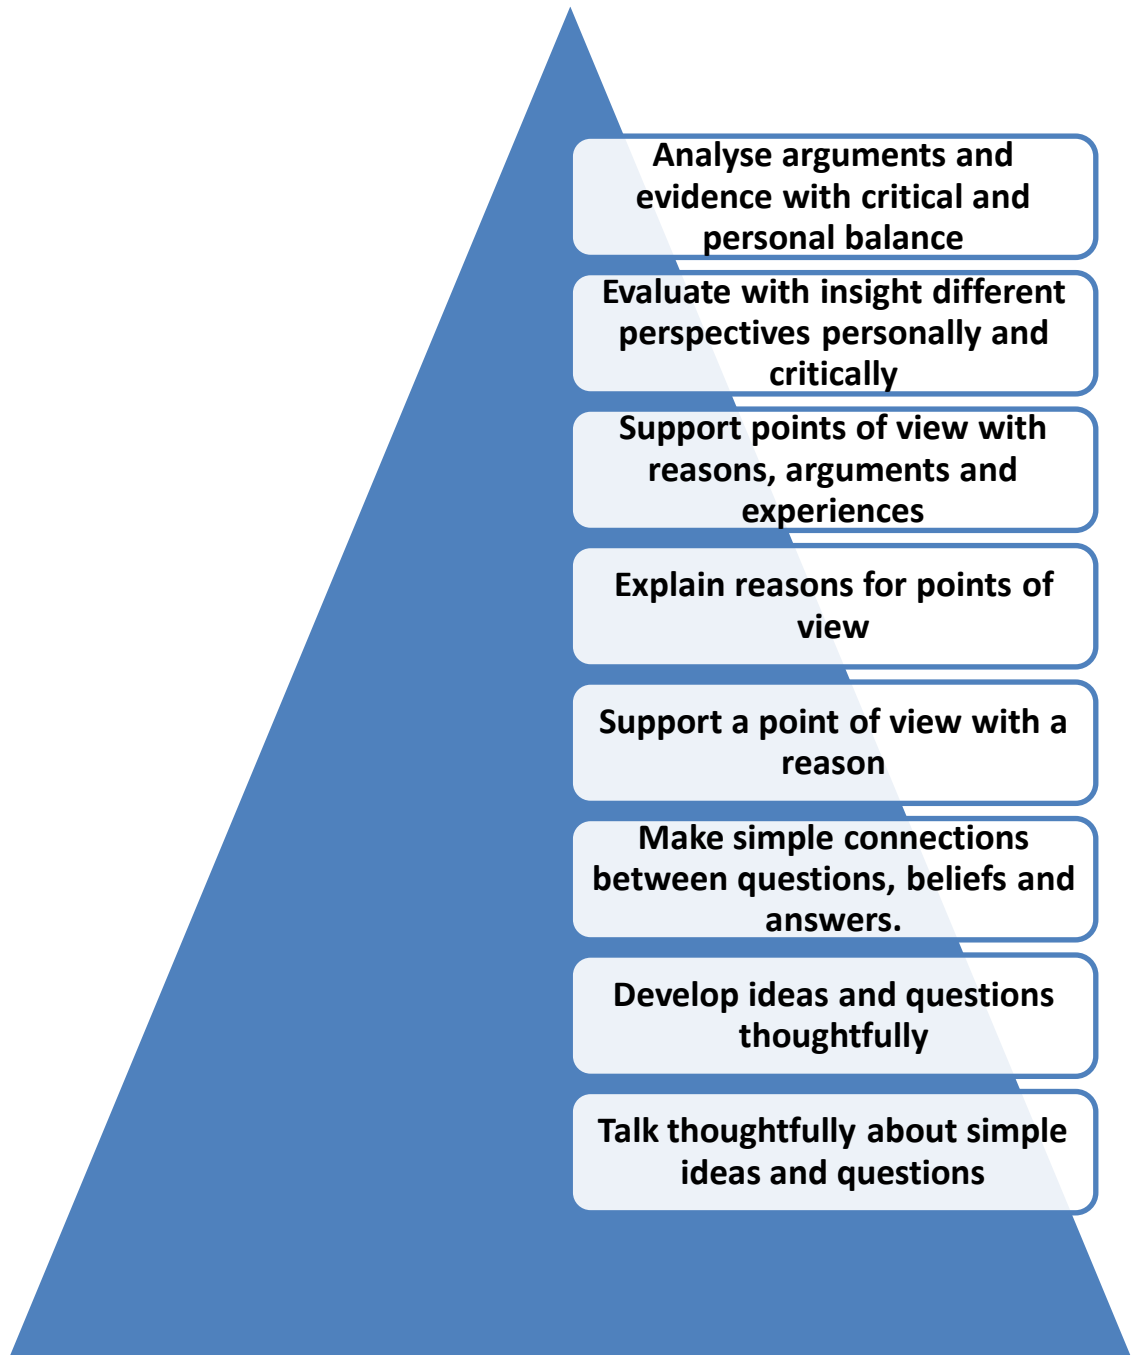 Analyse arguments and
evidence with critical and
personal balance
Evaluate with insight different
perspectives personally and
critically
Support points of view with
reasons, arguments and
experiences
Explain reasons for points of
view
Support a point of view with a
reason
Make simple connections
between questions, beliefs and
answers.
Develop ideas and questions
thoughtfully
Talk thoughtfully about simple
ideas and questions